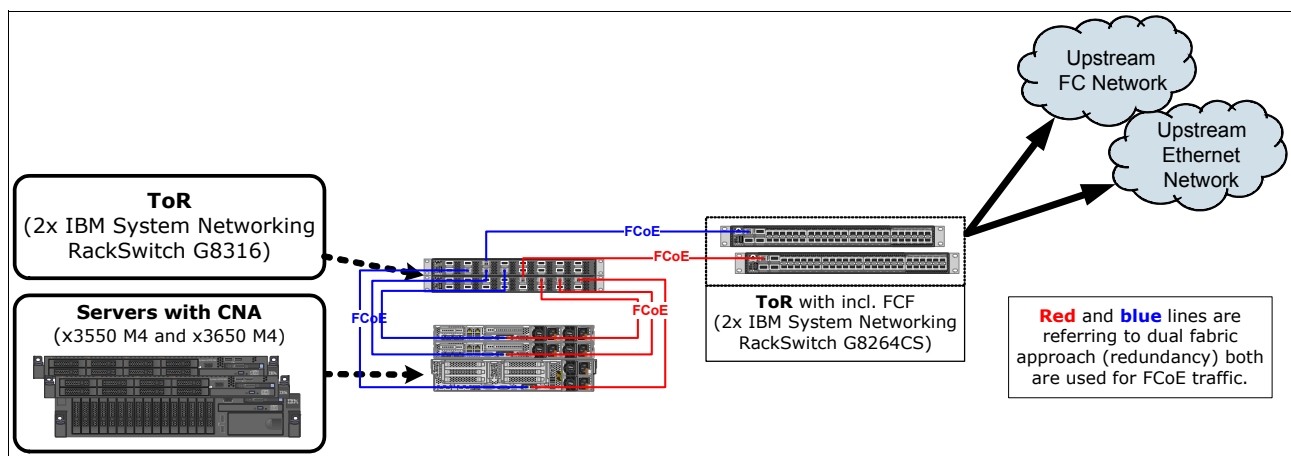 Upstream
FC Network
Upstream
Ethernet
Network
ToR
(2x IBM System Networking
RackSwitch G8316)
Servers with CNA
(x3550 M4 and x3650 M4)
FCoE
FCoE
FCoE
FCoE
ToR with incl. FCF
(2x IBM System Networking
RackSwitch G8264CS)
Red and blue lines are
referring to dual fabric
approach (redundancy) both
are used for FCoE traffic.